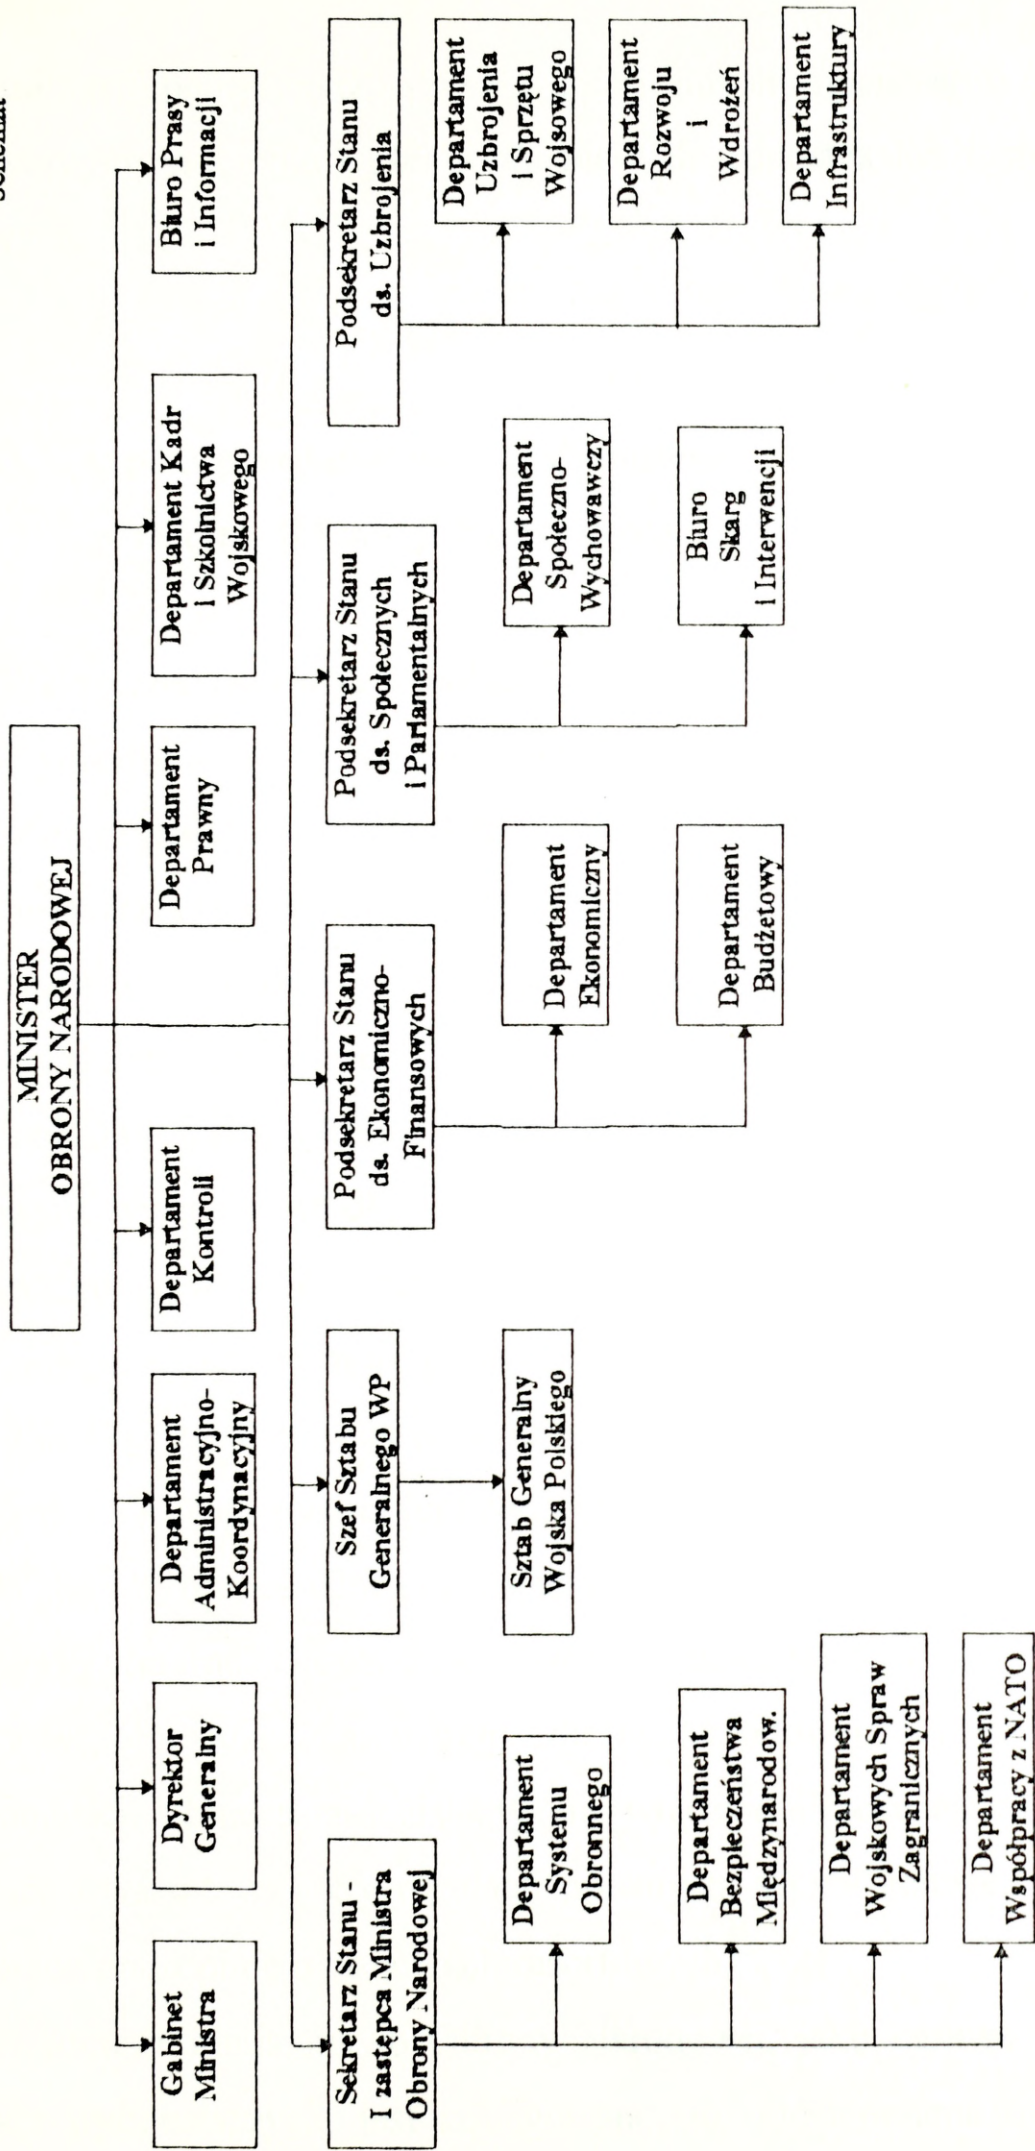 schemat
MINISTER
OBRONY NARODOWEJ
Gabinet
Ministra
Dyrektor
Generalny
Departament
Administracyjno-
Koordynacyjny
Departament
Kontroli
Departament
Prawny
Departament Kadr
i Szkolnictwa
Wojskowego
Biuro Prasy
i Informacji
Sekretarz Stanu -
I zastępca Ministra
Obrony Narodowej
Szef Sztabu
Generalnego WP
Podsekretarz Stanu
ds. Ekonomiczno-
Finansowych
Podsekretarz Stanu
ds. Społecznych
i Parlamentalnych
Podsekretarz Stanu
ds. Uzbrojenia
Departament
Systemu
Obronnego
Departament
Bezpieczeństwa
Międzynarodow.
Departament
Wojskowych Spraw
Zagranicznych
Departament
Współpracy z NATO
Sztab Generalny
Wojska Polskiego
Departament
Ekonomiczny
Departament
Budżetowy
Departament
Społeczno-
Wychowawczy
Biuro
Skarg
i Interwencji
Departament
Uzbrojenia
i Sprzętu
Wojsowego
Departament
Rozwoju
i
Wdrożeń
Departament
Infrastruktury